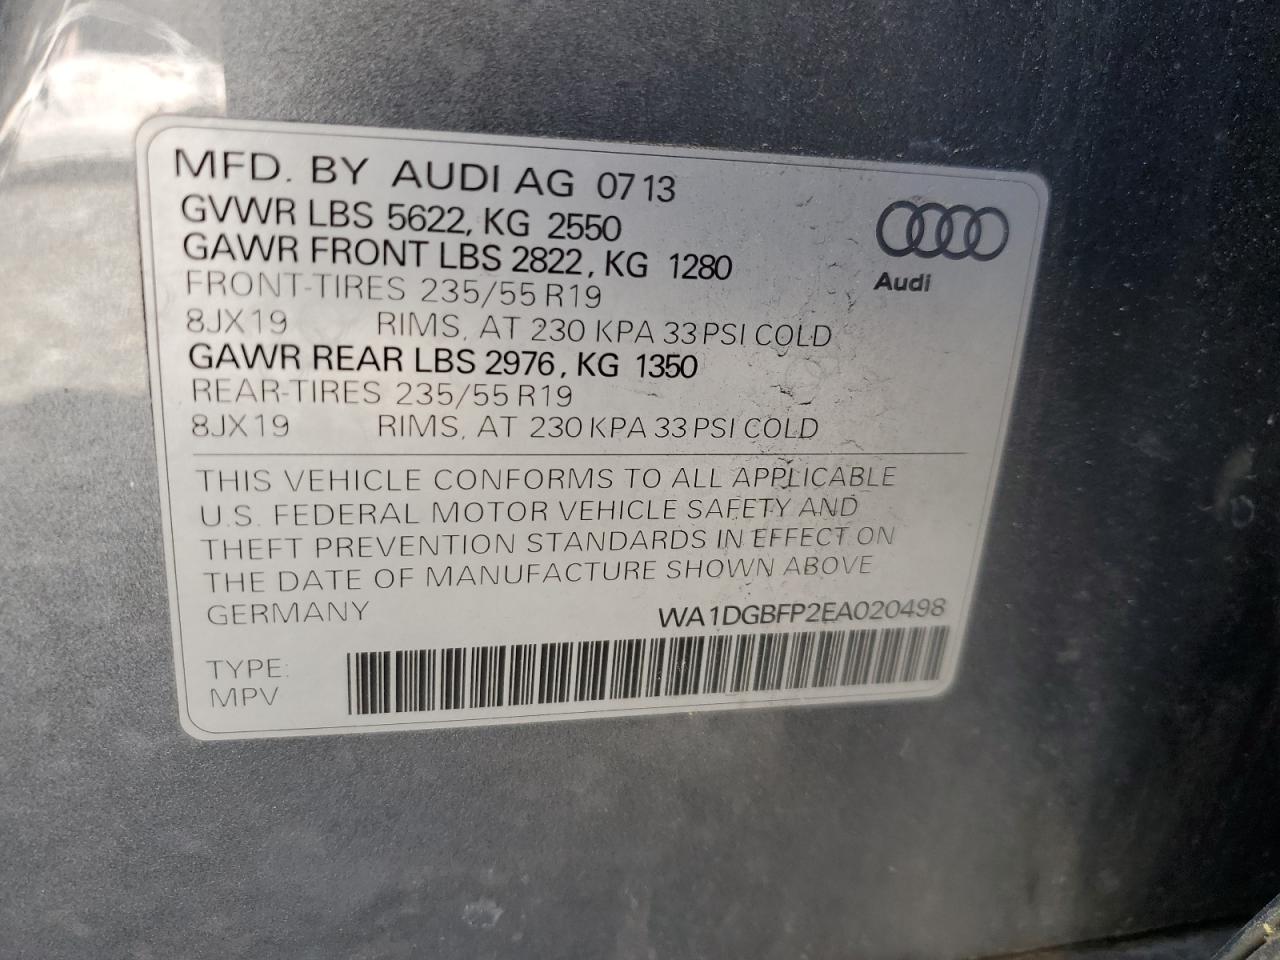 MFD. BY AUDI AG 07 13
GVWR LBS 5622, KG 2550
GAWR FRONT LBS 2822, KG 1280
FRONT-TIRES 235/55 R19
8JX19 RIMS, AT 230 KPA 33 PSI COLD
GAWR REAR LBS 2976, KG 1350
REAR-TIRES 235/55 R19
8JX19 RIMS, AT 230 KPA 33 PSI COLD
Audi
THIS VEHICLE CONFORMS TO ALL APPLICABLE
U.S. FEDERAL MOTOR VEHICLE SAFETY AND
THEFT PREVENTION STANDARDS IN EFFECT ON
THE DATE OF MANUFACTURE SHOWN ABOVE
GERMANY WA1DGBFP2EA020498
TYPE:
MPV